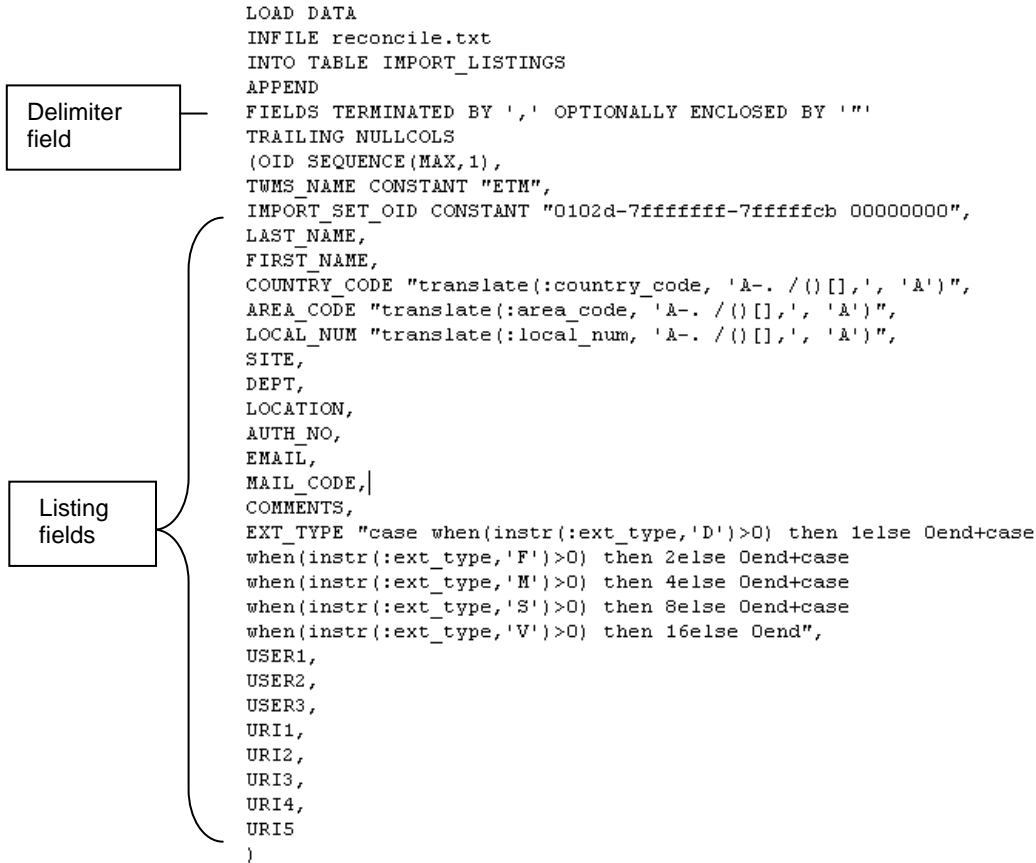 LOAD DATA
INFILE reconcile.txt
INTO TABLE IMPORT_LISTINGS
APPEND
Delimiter
field
FIELDS TERMINATED BY ',' OPTIONALLY ENCLOSED BY '"'
TRAILING NULLCOLS
(OID SEQUENCE(MAX,1),
TWMS_NAME CONSTANT "ETM",
IMPORT_SET_OID CONSTANT "0102d-7fffffff-7fffffcb 00000000",
Listing
fields
LAST_NAME,
FIRST_NAME,
COUNTRY_CODE "translate(:country_code, 'A-. /()[],', 'A')",
AREA_CODE "translate(:area_code, 'A-. /()[],', 'A')",
LOCAL_NUM "translate(:local_num, 'A-. /()[],', 'A')",
SITE,
DEPT,
LOCATION,
AUTH_NO,
EMAIL,
MAIL_CODE,
COMMENTS,
EXT_TYPE "case when(instr(:ext_type,'D')>0) then 1else 0end+case
when(instr(:ext_type,'F')>0) then 2else 0end+case
when(instr(:ext_type,'M')>0) then 4else 0end+case
when(instr(:ext_type,'S')>0) then 8else 0end+case
when(instr(:ext_type,'V')>0) then 16else 0end",
USER1,
USER2,
USER3,
URI1,
URI2,
URI3,
URI4,
URI5
)